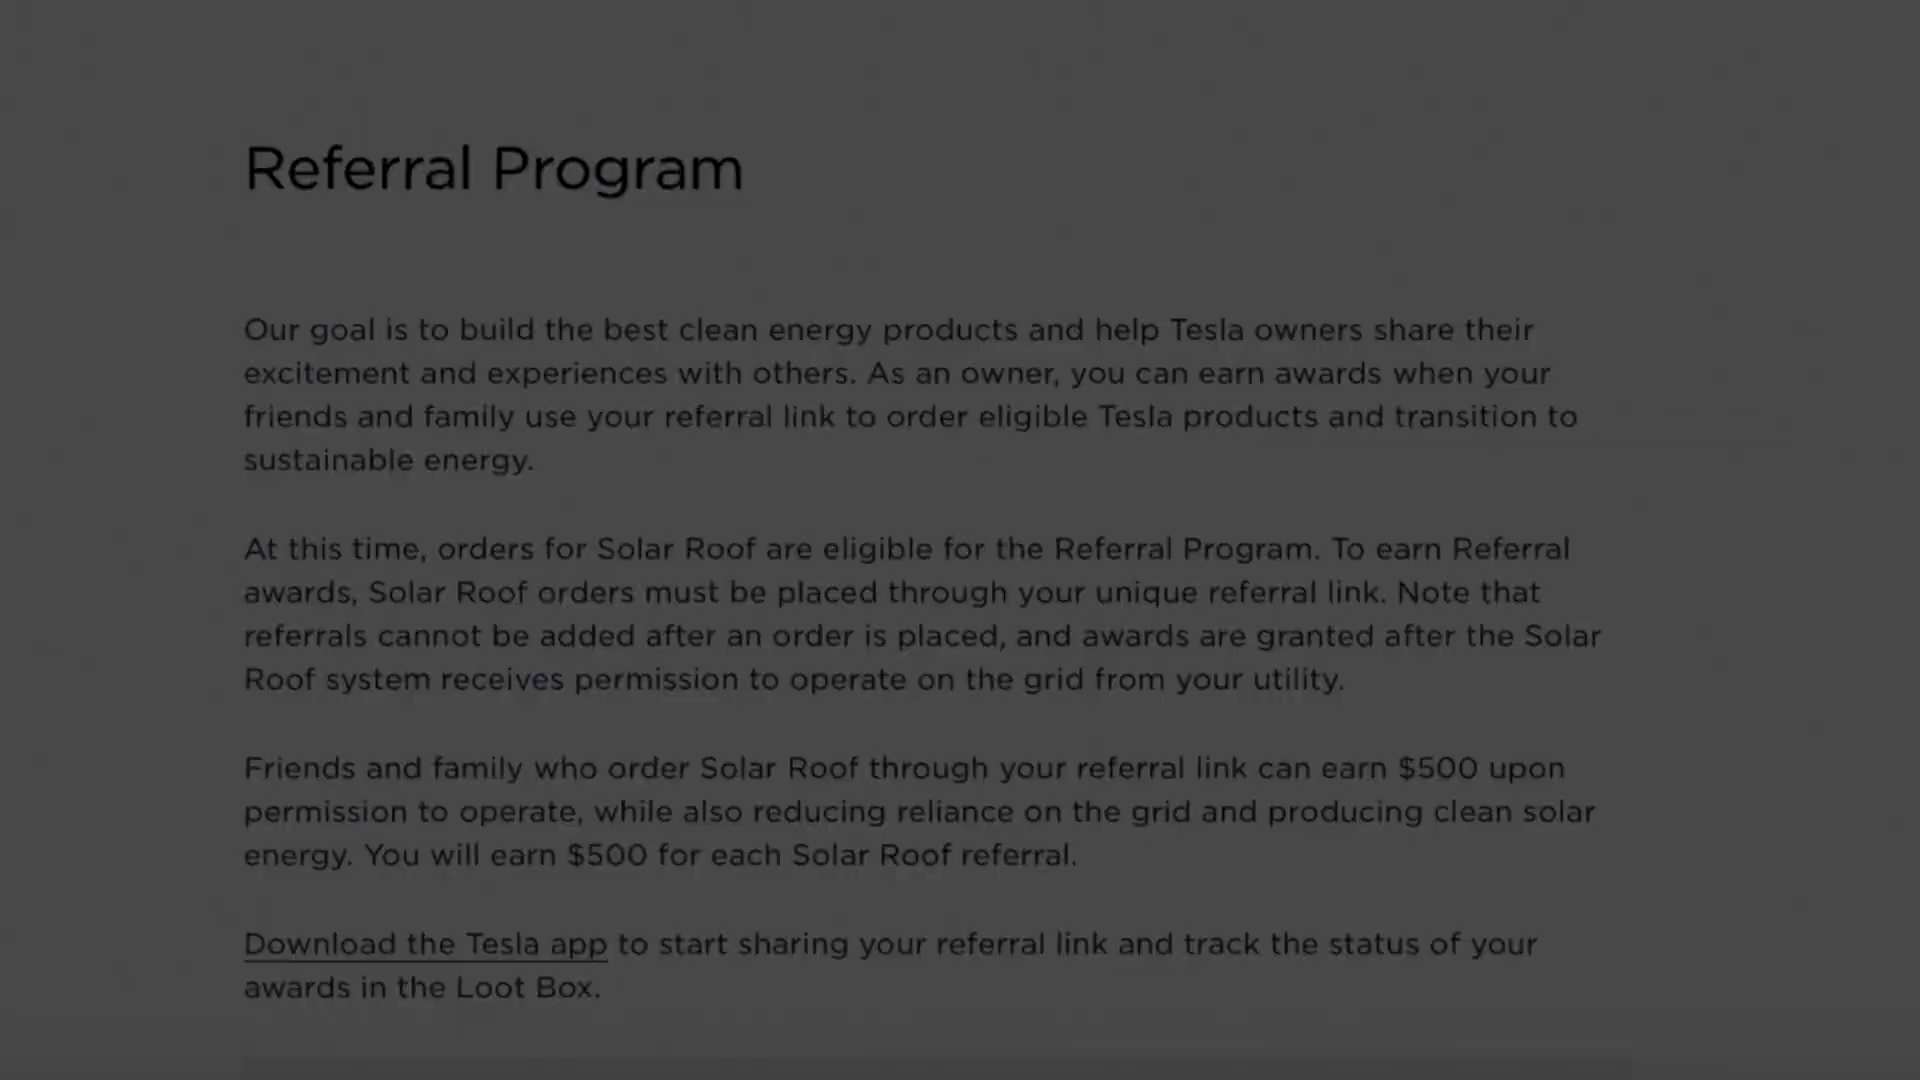 Referral Program
Our goal is to build the best clean energy products and help Tesla owners share their
excitement and experiences with others. As an owner, you can earn awards when your
friends and family use your referral link to order eligible Tesla products and transition to
sustainable energy.
At this time, orders for Solar Roof are eligible for the Referral Program. To earn Referral
awards, Solar Roof orders must be placed through your unique referral link. Note that
referrals cannot be added after an order is placed, and awards are granted after the Solar
Roof system receives permission to operate on the grid from your utility.
Friends and family who order Solar Roof through your referral link can earn $500 upon
permission to operate, while also reducing reliance on the grid and producing clean solar
energy. You will earn $500 for each Solar Roof referral.
Download the Tesla app to start sharing your referral link and track the status of your
awards in the Loot Box.